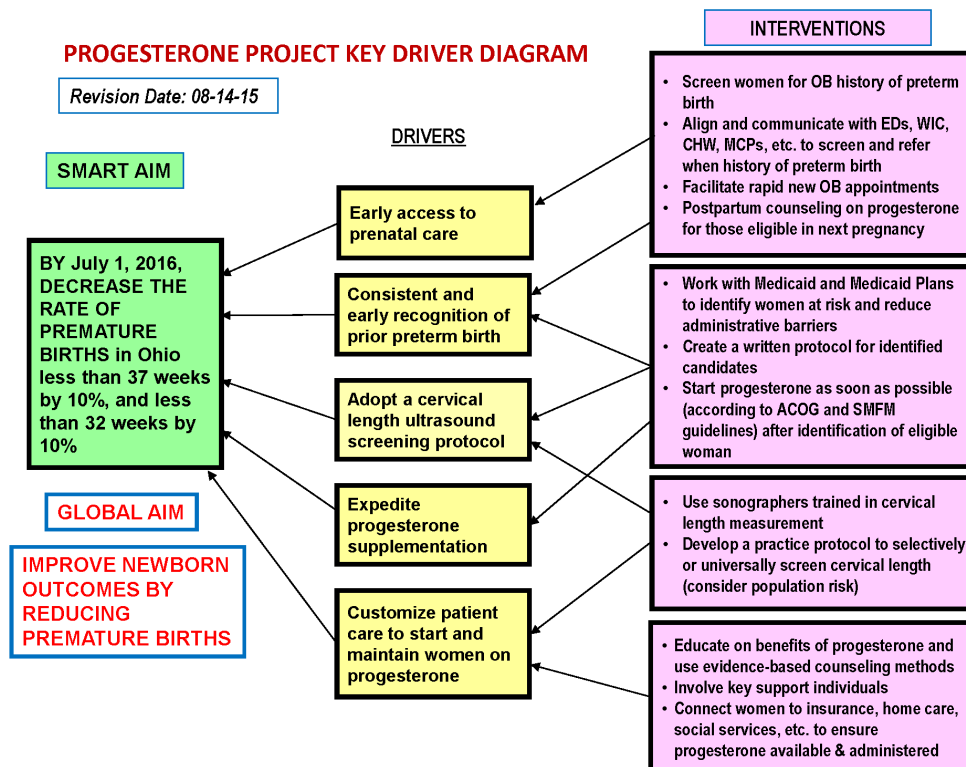 PROGESTERONE PROJECT KEY DRIVER DIAGRAM
Revision Date: 08-14-15
SMART AIM
BY July 1, 2016,
DECREASE THE
RATE OF
PREMATURE
BIRTHS in Ohio
less than 37 weeks
by 10%, and less
than 32 weeks by
10%
GLOBAL AIM
IMPROVE NEWBORN
OUTCOMES BY
REDUCING
PREMATURE BIRTHS
DRIVERS
Early access to
prenatal care
Consistent and
early recognition of
prior preterm birth
Adopt a cervical
length ultrasound
screening protocol
Expedite
progesterone
supplementation
Customize patient
care to start and
maintain women on
progesterone
INTERVENTIONS
• Screen women for OB history of preterm
birth
• Align and communicate with EDs, WIC,
CHW, MCPs, etc. to screen and refer
when history of preterm birth
• Facilitate rapid new OB appointments
• Postpartum counseling on progesterone
for those eligible in next pregnancy
• Work with Medicaid and Medicaid Plans
to identify women at risk and reduce
administrative barriers
• Create a written protocol for identified
candidates
• Start progesterone as soon as possible
(according to ACOG and SMFM
guidelines) after identification of eligible
woman
• Use sonographers trained in cervical
length measurement
• Develop a practice protocol to selectively
or universally screen cervical length
(consider population risk)
• Educate on benefits of progesterone and
use evidence-based counseling methods
• Involve key support individuals
• Connect women to insurance, home care,
social services, etc. to ensure
progesterone available & administered